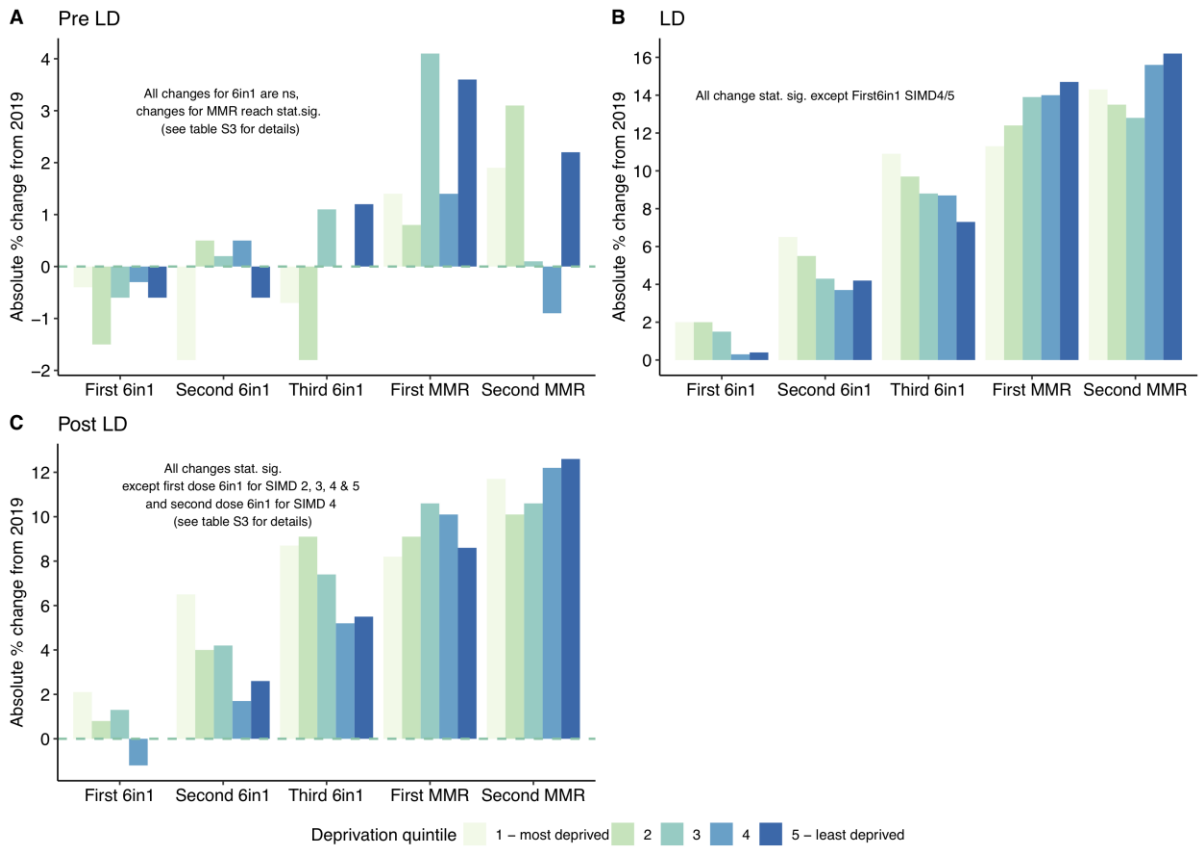 A Pre LD
Absolute % change from 2019
4
3
2
1
0
−1
−2
All changes for 6in1 are ns,
changes for MMR reach stat.sig.
(see table S3 for details)
First 6in1 Second 6in1 Third 6in1 First MMR Second MMR
B LD
Absolute % change from 2019
16
14
12
10
8
6
4
2
0
All change stat. sig. except First6in1 SIMD4/5
First 6in1 Second 6in1 Third 6in1 First MMR Second MMR
C Post LD
Absolute % change from 2019
12
10
8
6
4
2
0
All changes stat. sig.
except first dose 6in1 for SIMD 2, 3, 4 & 5
and second dose 6in1 for SIMD 4
(see table S3 for details)
First 6in1 Second 6in1 Third 6in1 First MMR Second MMR
Deprivation quintile 1 − most deprived 2 3 4 5 − least deprived